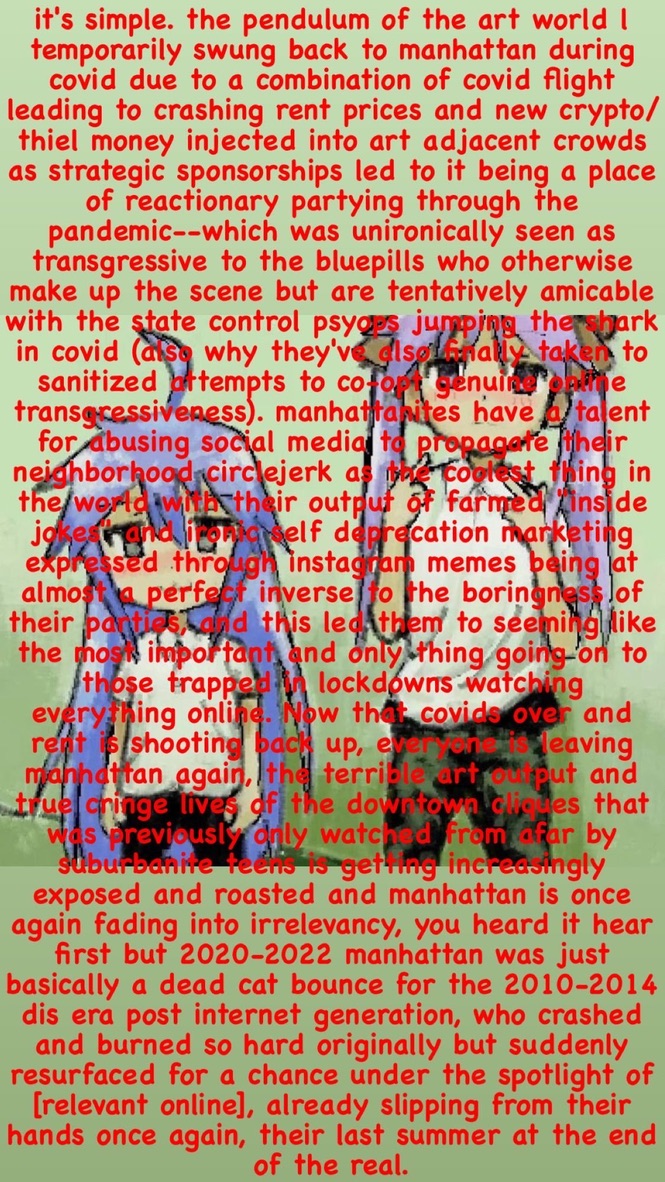 it's simple. the pendulum of the art world l
temporarily swung back to manhattan during
covid due to a combination of covid flight
leading to crashing rent prices and new crypto/
thiel money injected into art adjacent crowds
as strategic sponsorships led to it being a place
of reactionary partying through the
pandemic--which was unironically seen as
transgressive to the bluepills who otherwise
make up the scene but are tentatively amicable
with the state control psyops jumping the shark
in covid (also why they've also finally taken to
sanitized attempts to co-opt genuine online
transgressiveness). manhattanites have a talent
for abusing social media to propagate their
neighborhood circlejerk as the coolest thing in
the world with their output of farmed "inside
jokes" and ironic self deprecation marketing
expressed through instagram memes being at
almost a perfect inverse to the boringness of
their parties, and this led them to seeming like
the most important and only thing going on to
those trapped in lockdowns watching
everything online. Now that covids over and
rent is shooting back up, everyone is leaving
manhattan again, the terrible art output and
true cringe lives of the downtown cliques that
was previously only watched from afar by
suburbanite teens is getting increasingly
exposed and roasted and manhattan is once
again fading into irrelevancy, you heard it hear
first but 2020-2022 manhattan was just
basically a dead cat bounce for the 2010-2014
dis era post internet generation, who crashed
and burned so hard originally but suddenly
resurfaced for a chance under the spotlight of
[relevant online], already slipping from their
hands once again, their last summer at the end
of the real.